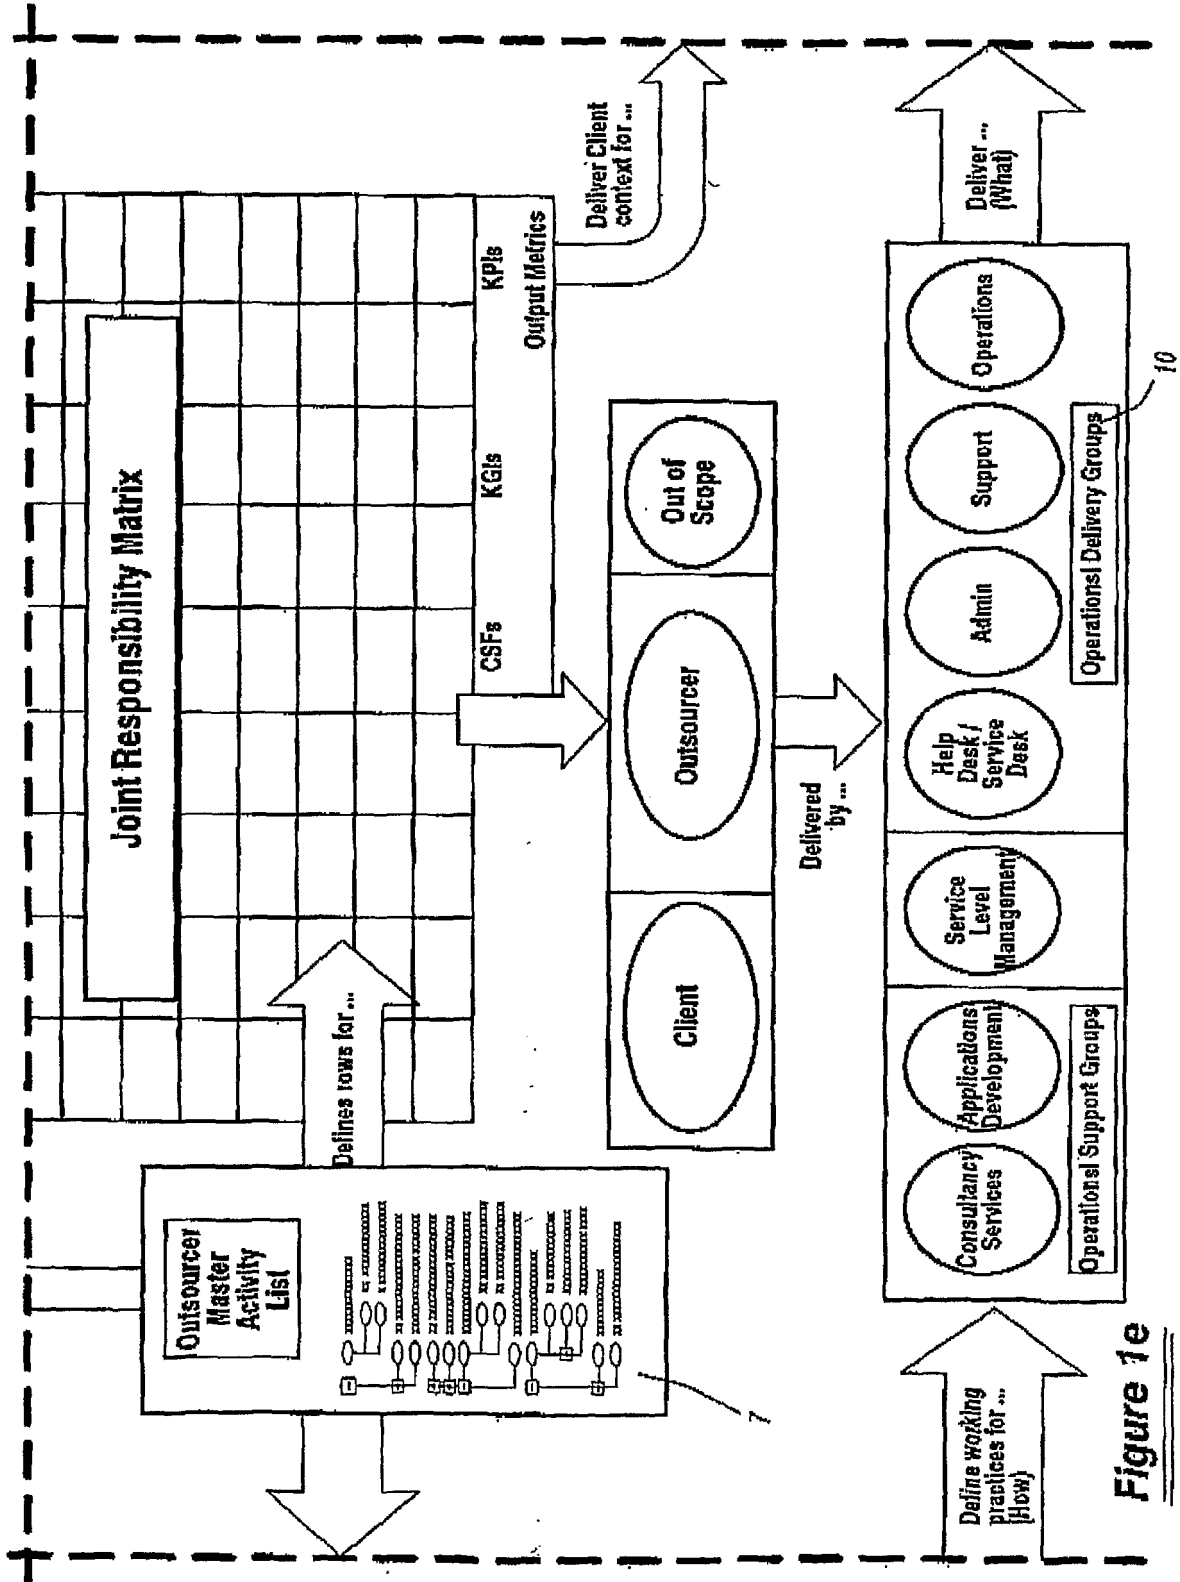 Outsourcer
Master
Activity
List
7
Defines rows for ...
Joint Responsibility Matrix
CSFs
KGIs
KPIs
Output Metrics
Deliver Client
context for ...
Client
Outsourcer
Out of
Scope
Delivered
by ...
Define working
practices for ...
(How)
Consultancy
Services
Applications
Development
Operational Support Groups
Service
Level
Management
Help
Desk /
Service
Desk
Admin
Support
Operations
Operational Delivery Groups
10
Deliver ...
(What)
Figure 1e